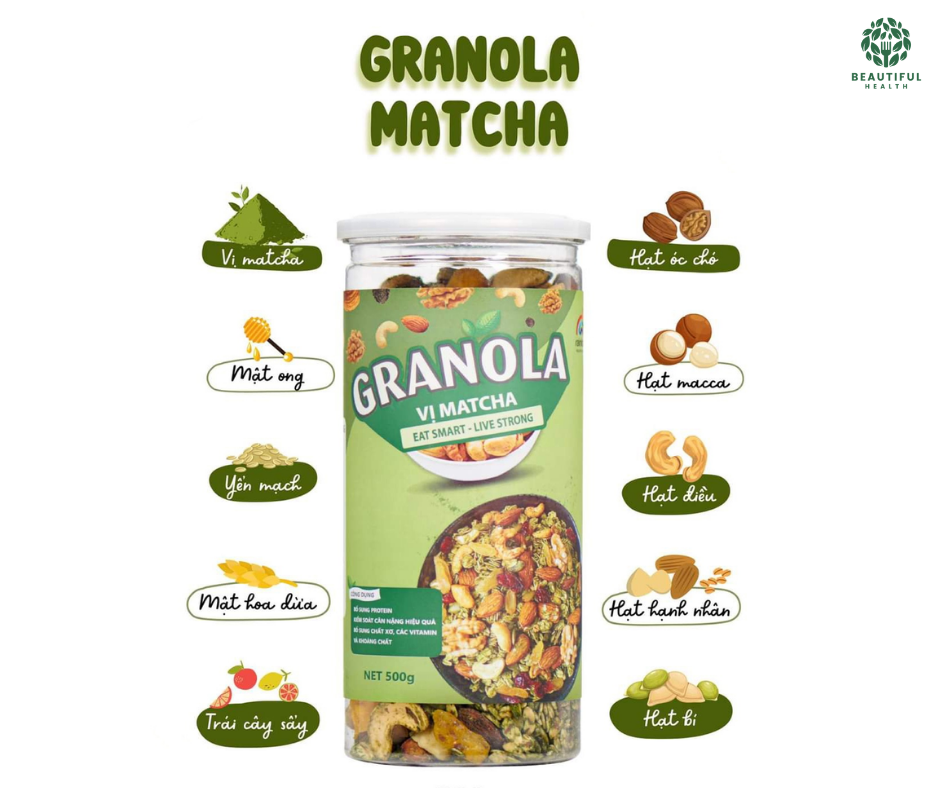 GRANOLA
MATCHA
BEAUTIFUL
HEALTH
Vị matcha
Mật ong
Yến mạch
Mật hoa dừa
Trái cây sấy
GRANOLA
VỊ MATCHA
EAT SMART - LIVE STRONG
CÔNG DỤNG
BỔ SUNG PROTEIN
KIỂM SOÁT CÂN NẶNG HIỆU QUẢ
BỔ SUNG CHẤT XƠ, CÁC VITAMIN
VÀ KHOÁNG CHẤT
NET 500g
Hạt óc chó
Hạt macca
Hạt điều
Hạt hạnh nhân
Hạt bí